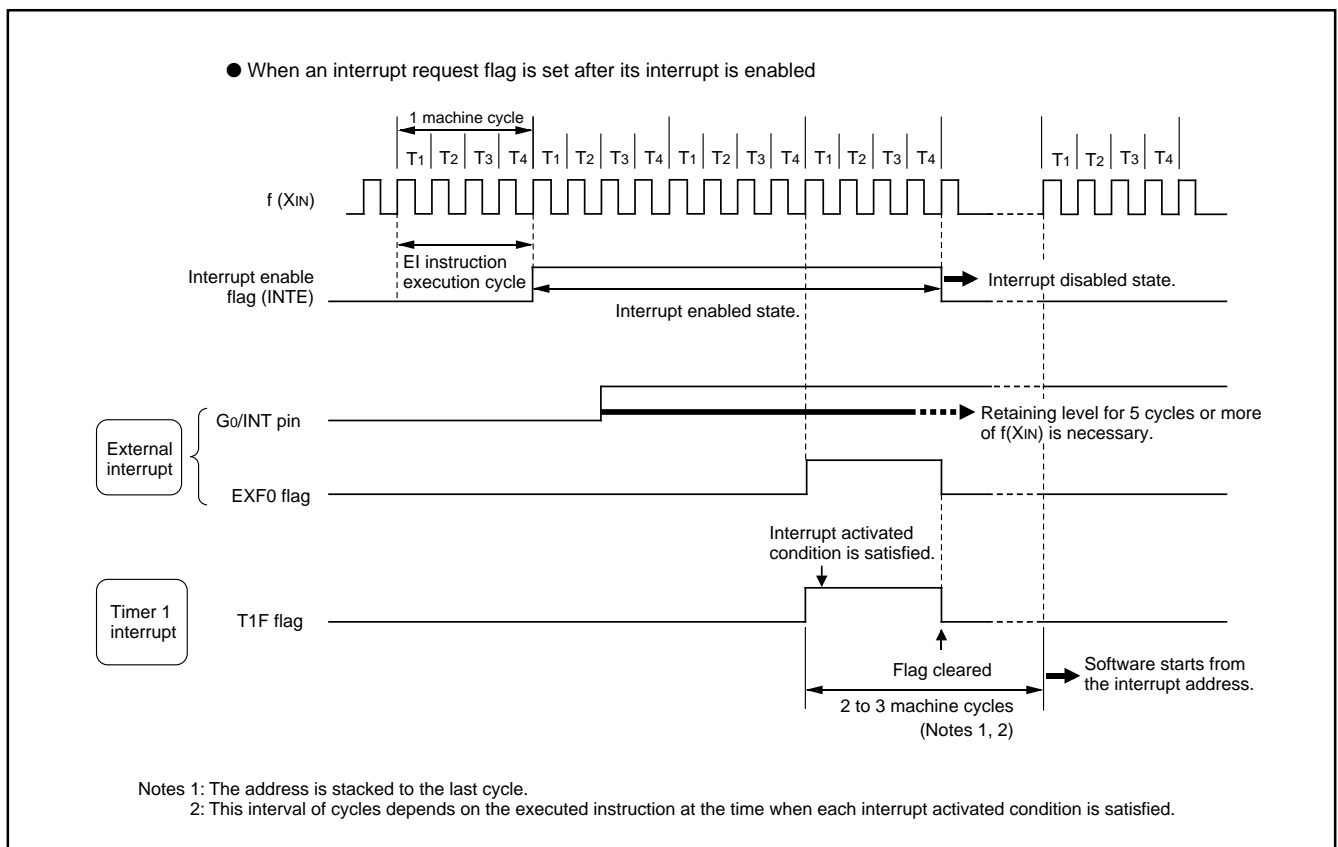 ● When an interrupt request flag is set after its interrupt is enabled
1 machine cycle
T1 T2 T3 T4 T1 T2 T3 T4 T1 T2 T3 T4 T1 T2 T3 T4 T1 T2 T3 T4
f (XIN)
EI instruction
execution cycle
Interrupt enable
flag (INTE)
Interrupt enabled state.
Interrupt disabled state.
External
interrupt
G0/INT pin
Retaining level for 5 cycles or more
of f(XIN) is necessary.
EXF0 flag
Interrupt activated
condition is satisfied.
Timer 1
interrupt
T1F flag
Flag cleared
2 to 3 machine cycles
(Notes 1, 2)
Software starts from
the interrupt address.
Notes 1: The address is stacked to the last cycle.
2: This interval of cycles depends on the executed instruction at the time when each interrupt activated condition is satisfied.